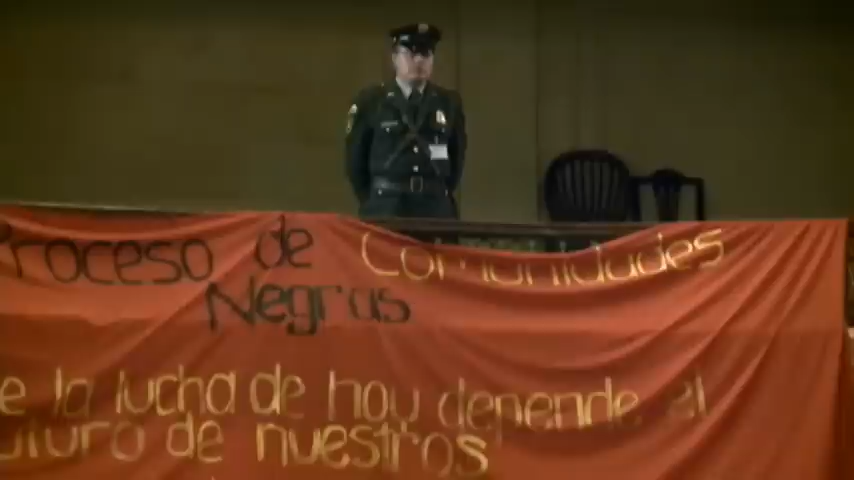 Proceso de Comunidades
Negras
e la lucha de hoy depende el
uturo de nuestros